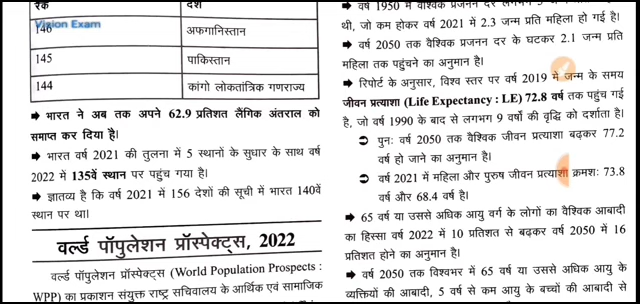 रैंक देश
146 अफगानिस्तान
Vision Exam
145 पाकिस्तान
144 कांगो लोकतांत्रिक गणराज्य
➡ भारत ने अब तक अपने 62.9 प्रतिशत लैंगिक अंतराल को
समाप्त कर दिया है।
➡ भारत वर्ष 2021 की तुलना में 5 स्थानों के सुधार के साथ वर्ष
2022 में 135वें स्थान पर पहुंच गया है।
➡ ज्ञातव्य है कि वर्ष 2021 में 156 देशों की सूची में भारत 140वें
स्थान पर था।
वर्ल्ड पॉपुलेशन प्रॉस्पेक्ट्स, 2022
वर्ल्ड पॉपुलेशन प्रॉस्पेक्ट्स (World Population Prospects :
WPP) का प्रकाशन संयुक्त राष्ट्र सचिवालय के आर्थिक एवं सामाजिक
➡ वर्ष 1950 में वैश्विक प्रजनन दर लगभग 5
थी, जो कम होकर वर्ष 2021 में 2.3 जन्म प्रति महिला हो गई है।
➡ वर्ष 2050 तक वैश्विक प्रजनन दर के घटकर 2.1 जन्म प्रति
महिला तक पहुंचने का अनुमान है।
➡ रिपोर्ट के अनुसार, विश्व स्तर पर वर्ष 2019 में जन्म के समय
जीवन प्रत्याशा (Life Expectancy : LE) 72.8 वर्ष तक पहुंच गई
है, जो वर्ष 1990 के बाद से लगभग 9 वर्षों की वृद्धि को दर्शाता है।
➲ पुनः वर्ष 2050 तक वैश्विक जीवन प्रत्याशा बढ़कर 77.2
वर्ष हो जाने का अनुमान है।
➲ वर्ष 2021 में महिला और पुरुष जीवन प्रत्याशा क्रमशः 73.8
वर्ष और 68.4 वर्ष है।
➡ 65 वर्ष या उससे अधिक आयु वर्ग के लोगों का वैश्विक आबादी
का हिस्सा वर्ष 2022 में 10 प्रतिशत से बढ़कर वर्ष 2050 में 16
प्रतिशत होने का अनुमान है।
➡ वर्ष 2050 तक विश्वभर में 65 वर्ष या उससे अधिक आयु के
व्यक्तियों की आबादी, 5 वर्ष से कम आयु के बच्चों की आबादी से